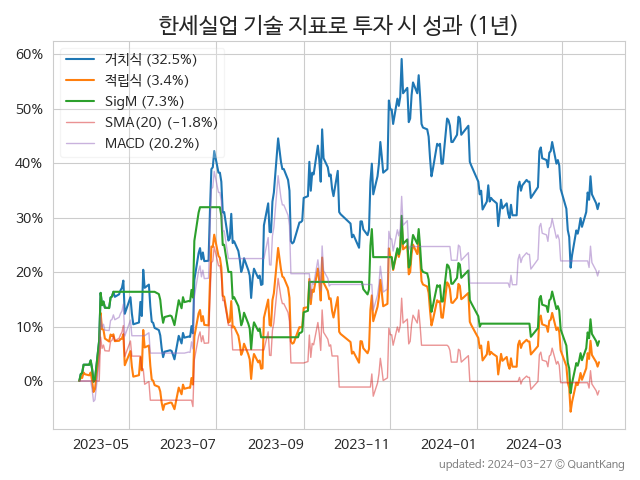 한세실업 기술 지표로 투자 시 성과 (1년)
60%
50%
40%
30%
20%
10%
0%
거치식 (32.5%)
적립식 (3.4%)
SigM (7.3%)
SMA(20) (−1.8%)
MACD (20.2%)
2023-05
2023-07
2023-09
2023-11
2024-01
2024-03
updated: 2024-03-27 © QuantKang